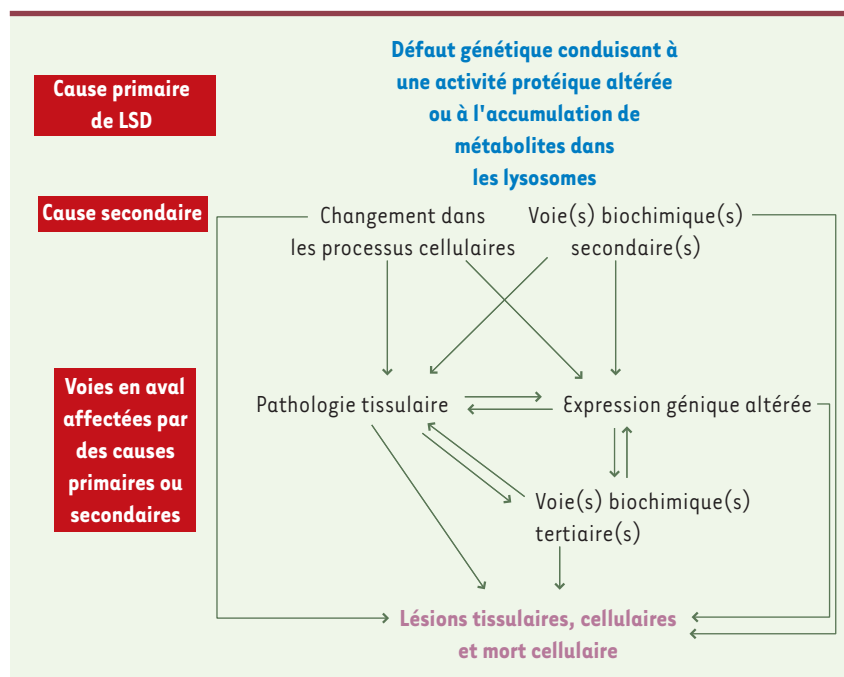 Défaut génétique conduisant à
une activité protéique altérée
ou à l'accumulation de
métabolites dans
les lysosomes
Cause primaire
de LSD
Cause secondaire
Changement dans
les processus cellulaires
Voie(s) biochimique(s)
secondaire(s)
Voies en aval
affectées par
des causes
primaires ou
secondaires
Pathologie tissulaire
Expression génique altérée
Voie(s) biochimique(s)
tertiaire(s)
Lésions tissulaires, cellulaires
et mort cellulaire